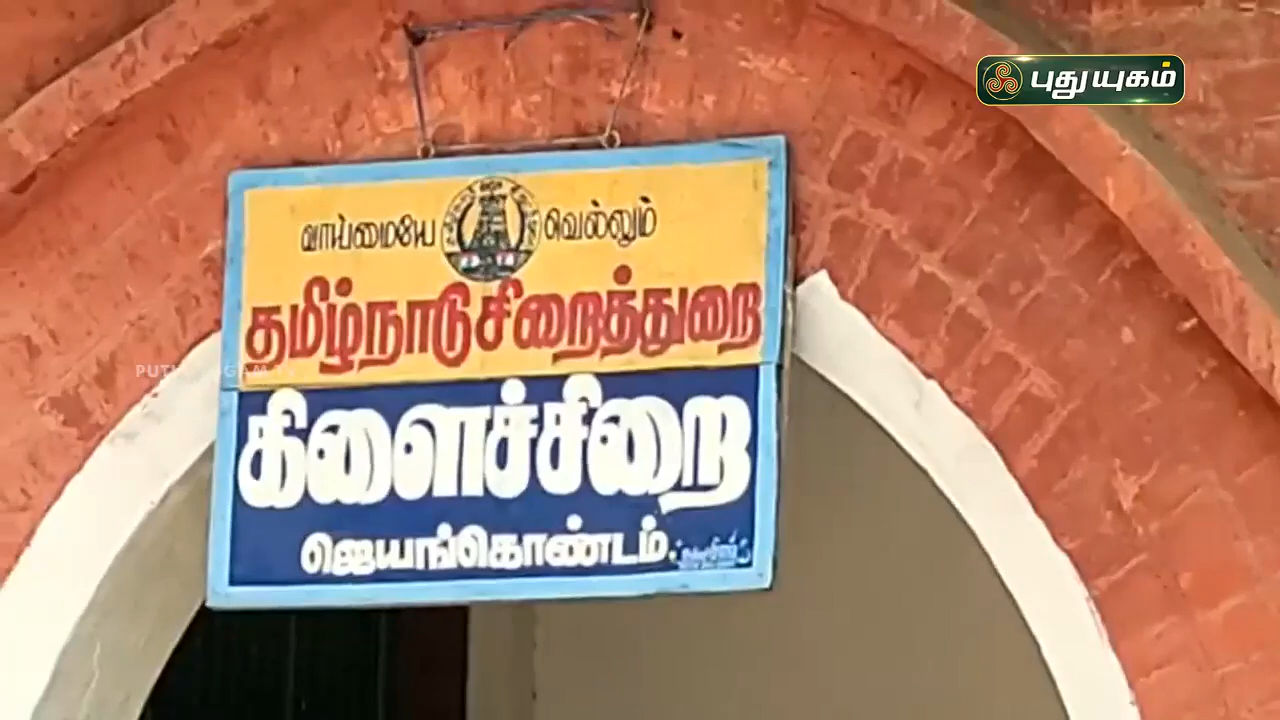 புதுயுகம்
வாய்மையே வெல்லும்
தமிழ்நாடு சிறைத்துறை
கிளைச்சிறை
ஜெயங்கொண்டம்.